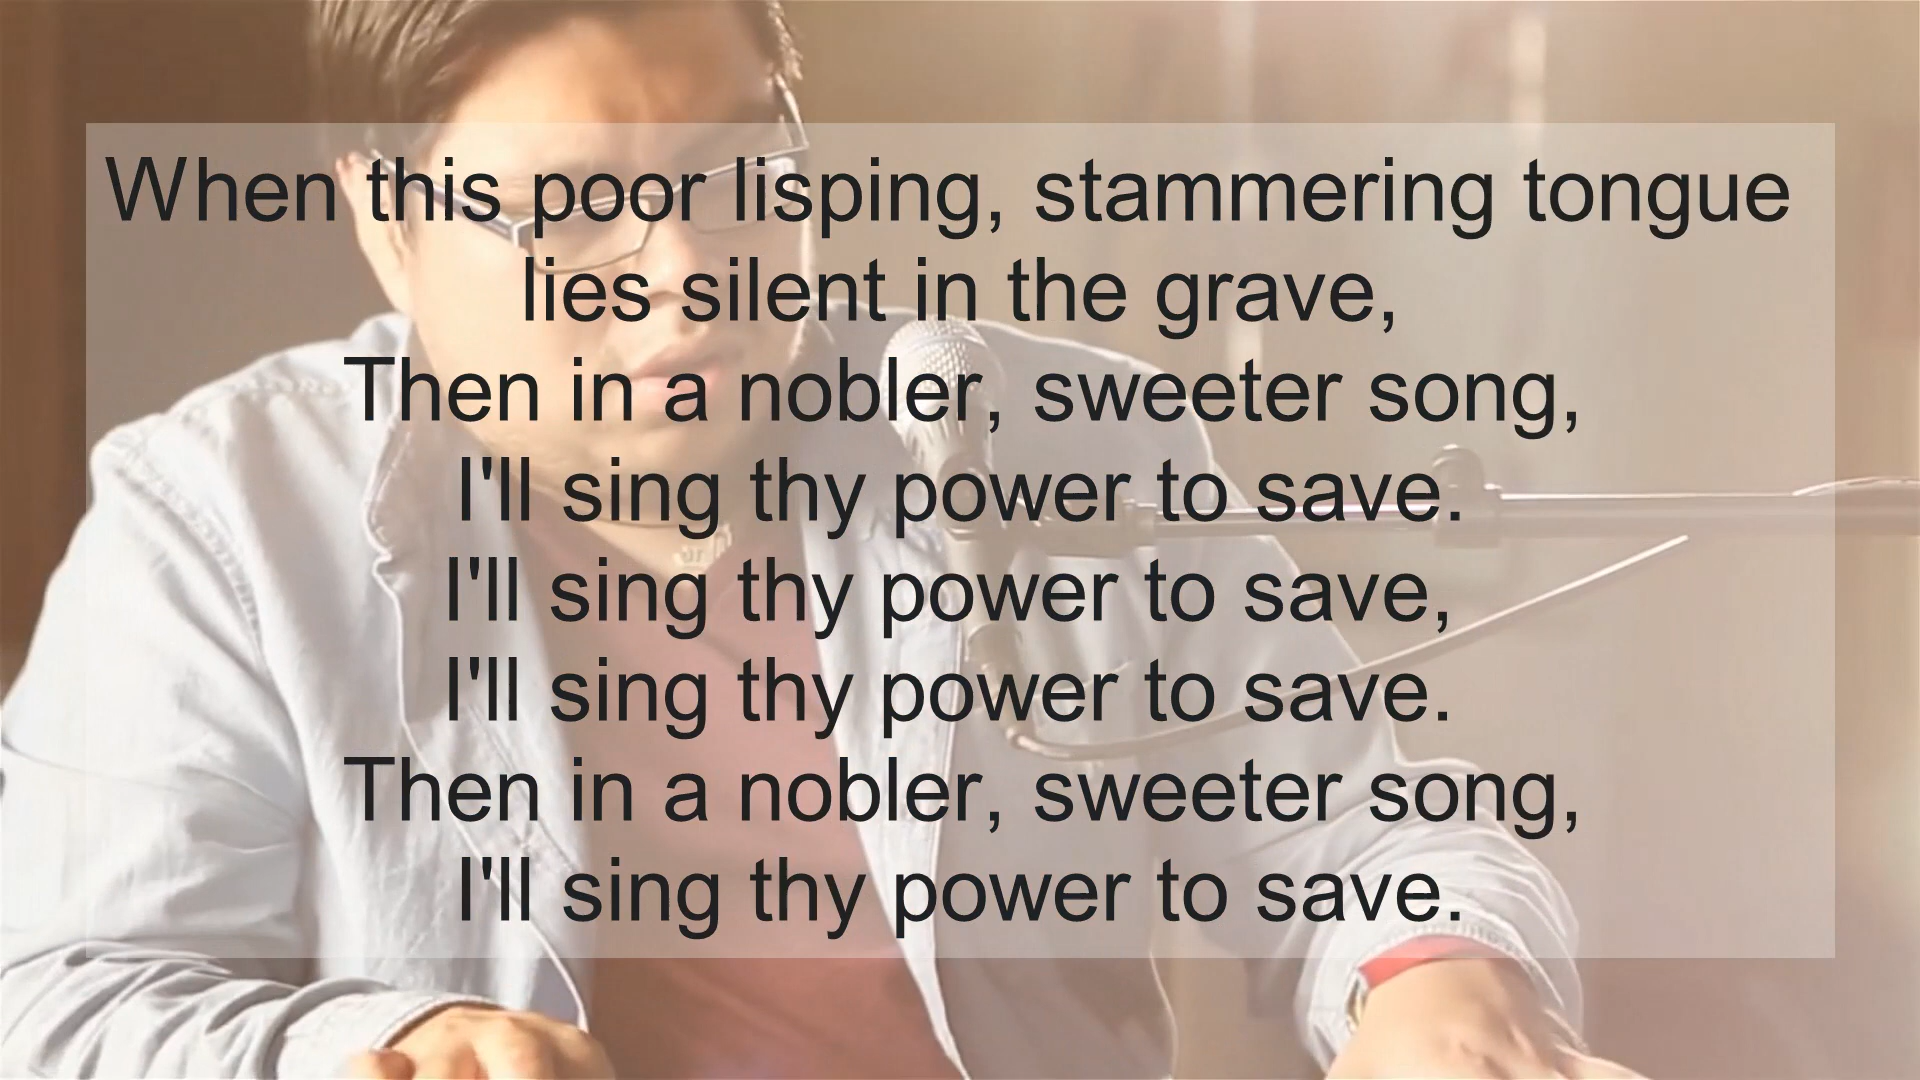 When this poor lisping, stammering tongue
lies silent in the grave,
Then in a nobler, sweeter song,
I'll sing thy power to save.
I'll sing thy power to save,
I'll sing thy power to save.
Then in a nobler, sweeter song,
I'll sing thy power to save.